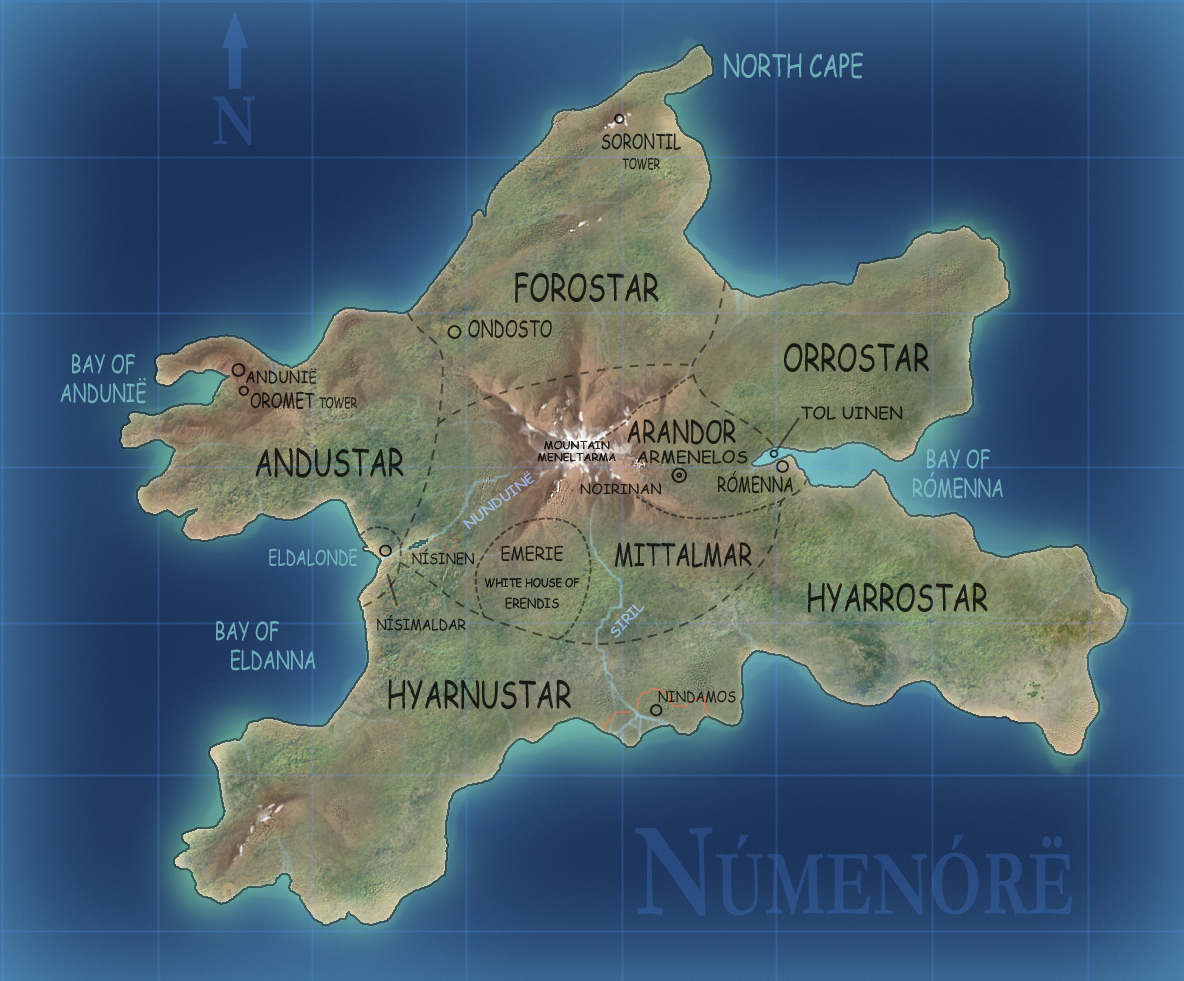 N
NORTH CAPE
SORONTIL
TOWER
FOROSTAR
ONDOSTO
ORROSTAR
BAY OF
ANDUNIË
ANDUNIË
OROMET TOWER
TOL UINEN
ARANDOR
ARMENELOS
MOUNTAIN
MENELTARMA
ANDUSTAR
NOIRINAN
RÓMENNA
BAY OF
RÓMENNA
NUNDUINË
ELDALONDE
NÍSINEN
EMERIE
WHITE HOUSE OF
ERENDIS
MITTALMAR
HYARROSTAR
NÍSIMALDAR
SIRIL
BAY OF
ELDANNA
HYARNUSTAR
NINDAMOS
NÚMENÓRË